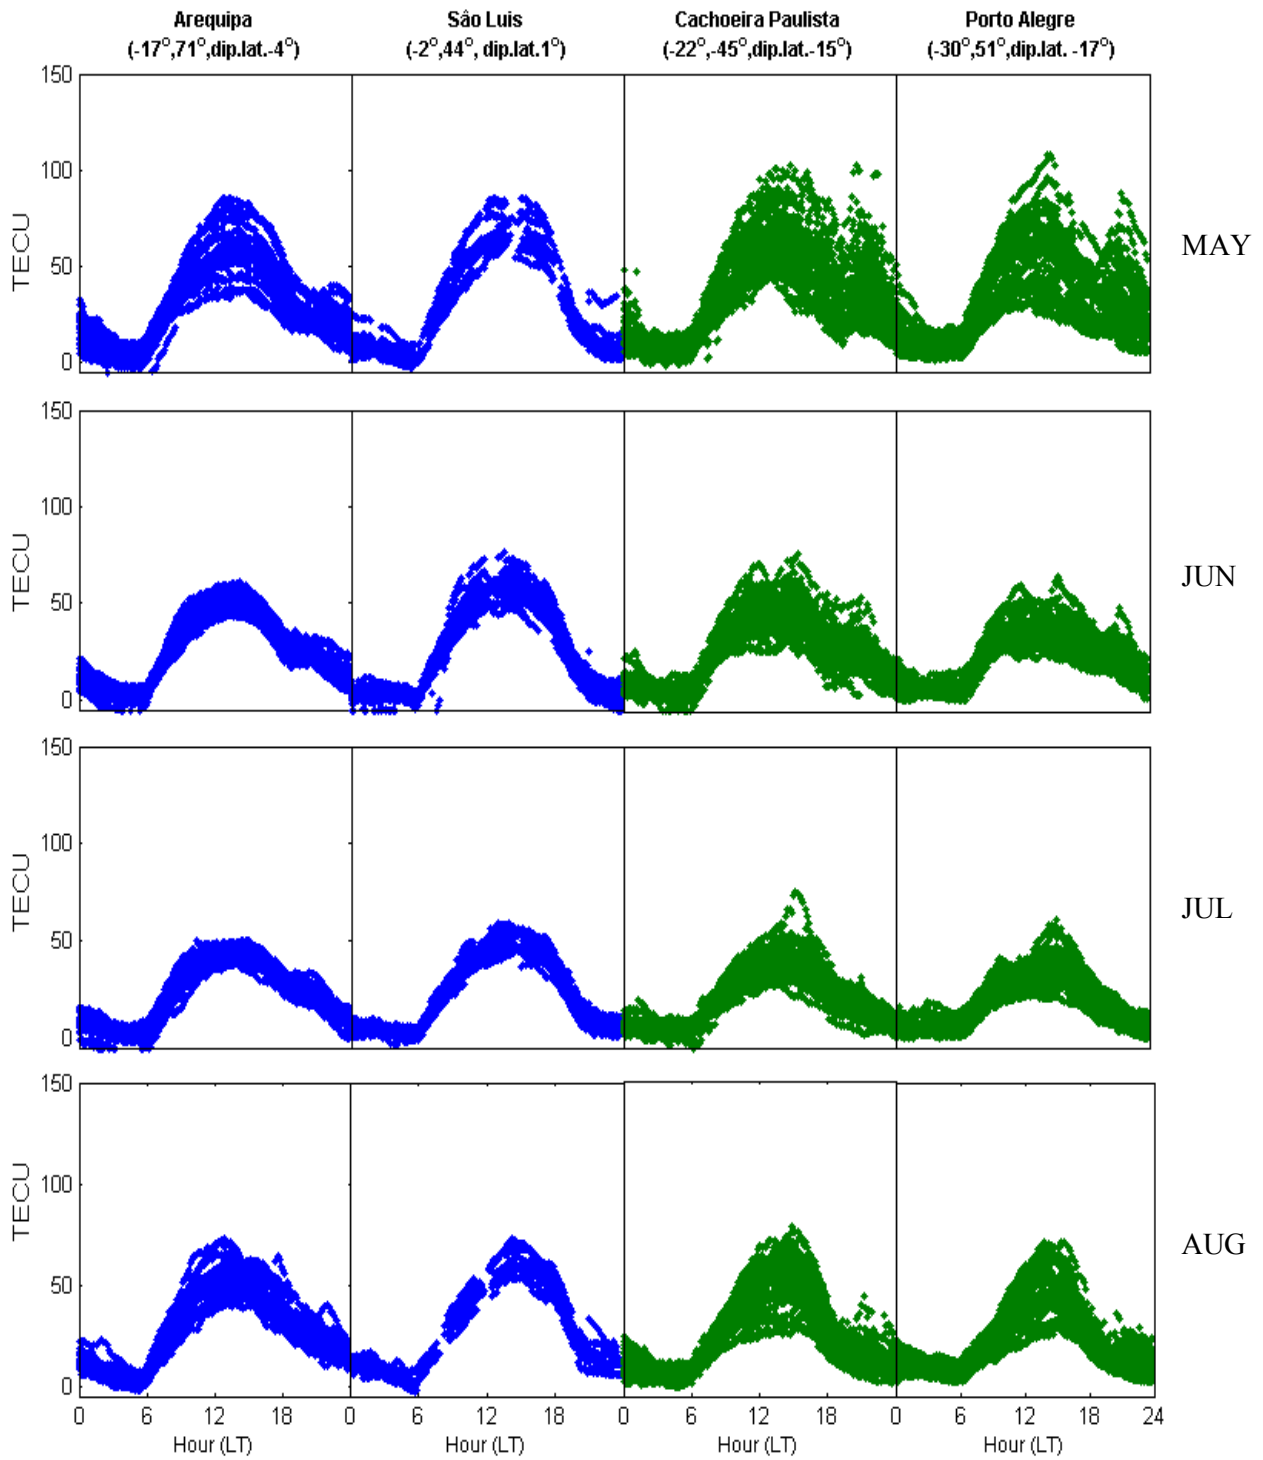 Arequipa
(-17°,71°,dip.lat.-4°)
São Luis
(-2°,44°, dip.lat.1°)
Cachoeira Paulista
(-22°,-45°,dip.lat.-15°)
Porto Alegre
(-30°,51°,dip.lat. -17°)
150
100
50
0
TECU
MAY
150
100
50
0
TECU
JUN
150
100
50
0
TECU
JUL
150
100
50
0
TECU
AUG
0 6 12 18 0 6 12 18 0 6 12 18 0 6 12 18 24
Hour (LT) Hour (LT) Hour (LT) Hour (LT)